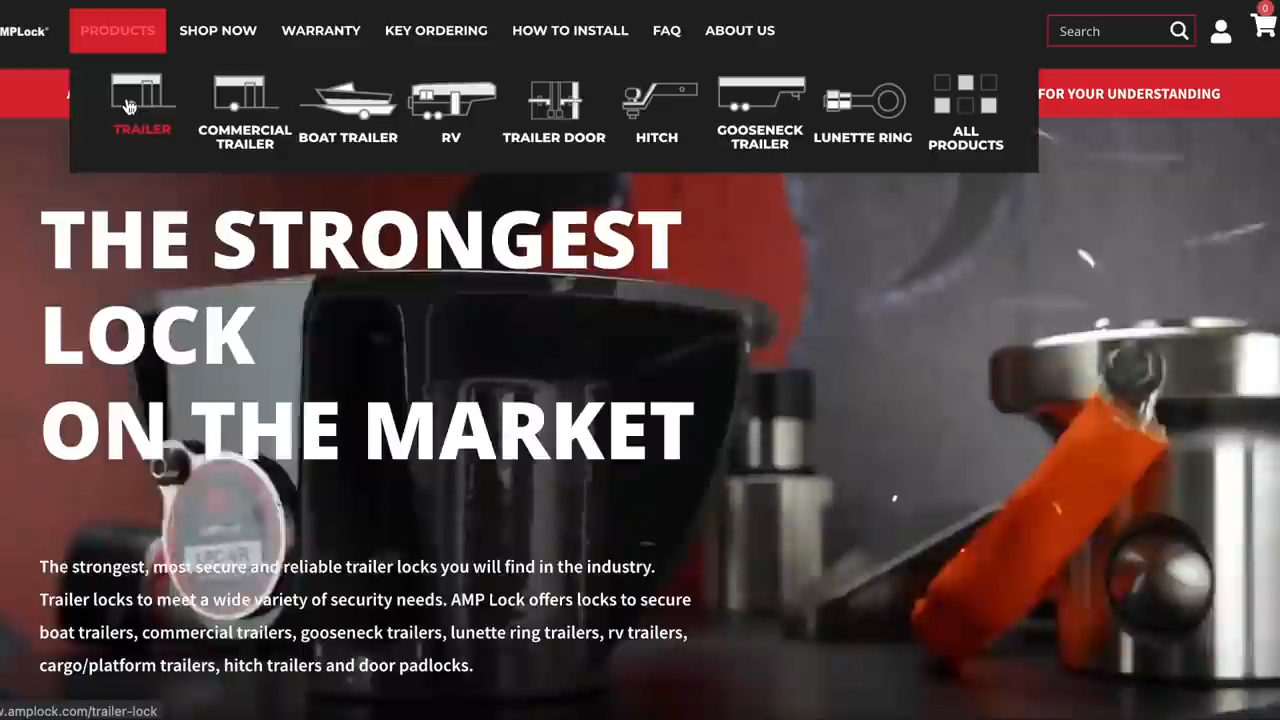 MPLock®
PRODUCTS
SHOP NOW
WARRANTY
KEY ORDERING
HOW TO INSTALL
FAQ
ABOUT US
Search
0
TRAILER
COMMERCIAL
TRAILER
BOAT TRAILER
RV
TRAILER DOOR
HITCH
GOOSENECK
TRAILER
LUNETTE RING
ALL
PRODUCTS
FOR YOUR UNDERSTANDING
THE STRONGEST
LOCK
ON THE MARKET
The strongest, most secure and reliable trailer locks you will find in the industry.
Trailer locks to meet a wide variety of security needs. AMP Lock offers locks to secure
boat trailers, commercial trailers, gooseneck trailers, lunette ring trailers, rv trailers,
cargo/platform trailers, hitch trailers and door padlocks.
.amplock.com/trailer-lock